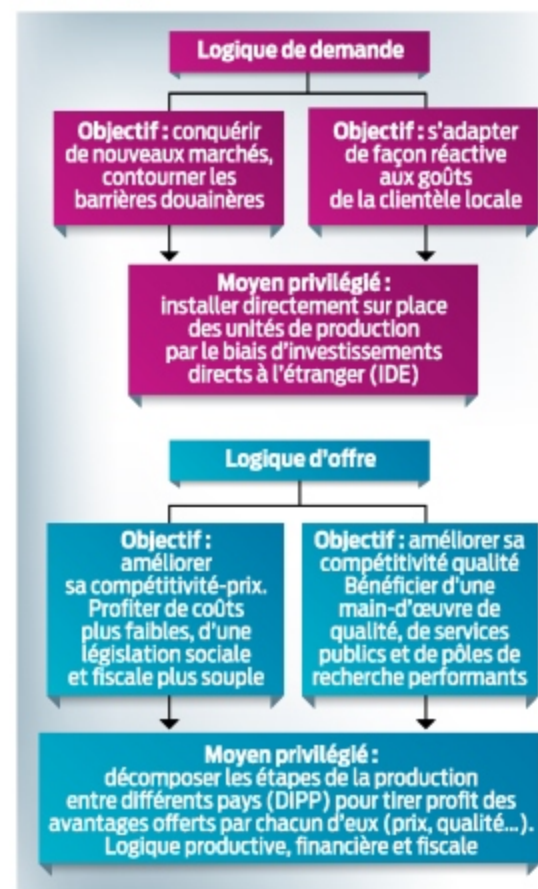 Logique de demande
Objectif : conquérir
de nouveaux marchés,
contourner les
barrières douainères
Objectif : s'adapter
de façon réactive
aux goûts
de la clientèle locale
Moyen privilégié :
installer directement sur place
des unités de production
par le biais d'investissements
directs à l'étranger (IDE)
Logique d'offre
Objectif :
améliorer
sa compétitivité-prix.
Profiter de coûts
plus faibles, d'une
législation sociale
et fiscale plus souple
Objectif : améliorer sa
compétitivité qualité
Bénéficier d'une
main-d'œuvre de
qualité, de services
publics et de pôles de
recherche performants
Moyen privilégié :
décomposer les étapes de la production
entre différents pays (DIPP) pour tirer profit des
avantages offerts par chacun d'eux (prix, qualité...).
Logique productive, financière et fiscale